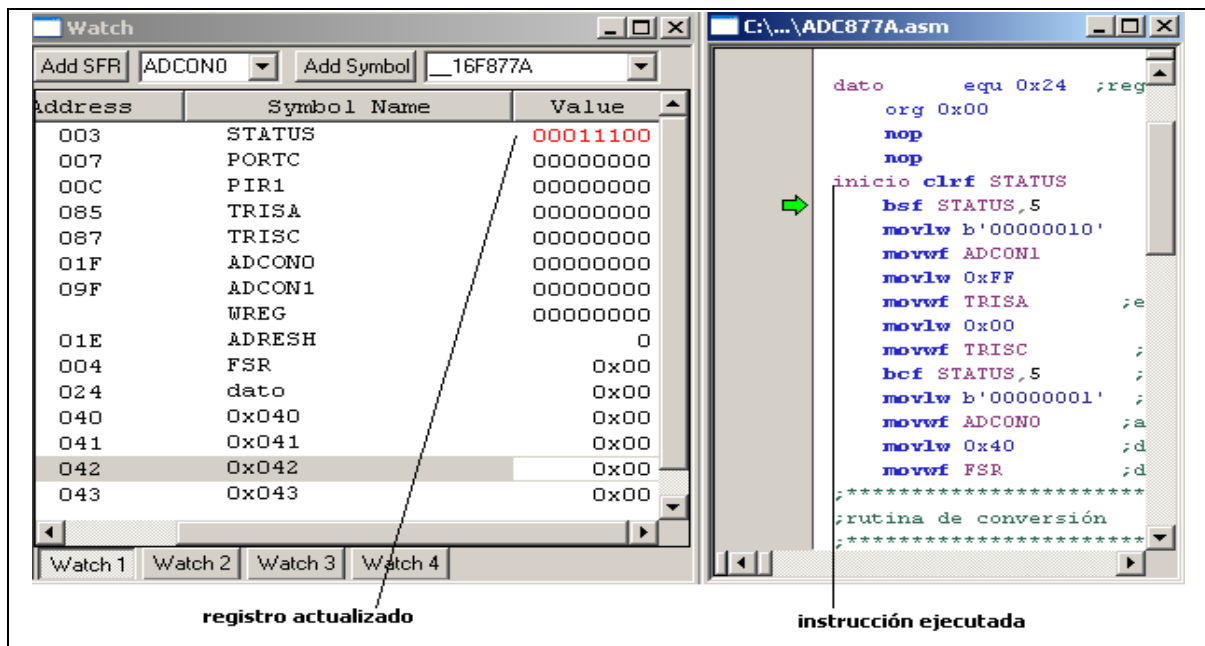 Watch
Add SFR ADCON0 Add Symbol __16F877A
Address Symbol Name Value
003 STATUS 00011100
007 PORTC 00000000
00C PIR1 00000000
085 TRISA 00000000
087 TRISC 00000000
01F ADCON0 00000000
09F ADCON1 00000000
WREG 00000000
01E ADRESH 0
004 FSR 0x00
024 dato 0x00
040 0x040 0x00
041 0x041 0x00
042 0x042 0x00
043 0x043 0x00
Watch 1 Watch 2 Watch 3 Watch 4
registro actualizado
C:\...\ADC877A.asm
dato equ 0x24 ;reg
org 0x00
nop
nop
inicio clrf STATUS
bsf STATUS,5
movlw b'00000010'
movwf ADCON1
movlw 0xFF
movwf TRISA ;e
movlw 0x00
movwf TRISC ;
bcf STATUS,5 ;
movlw b'00000001' ;
movwf ADCON0 ;a
movlw 0x40 ;d
movwf FSR ;d
;************************
;rutina de conversión
;************************
instrucción ejecutada